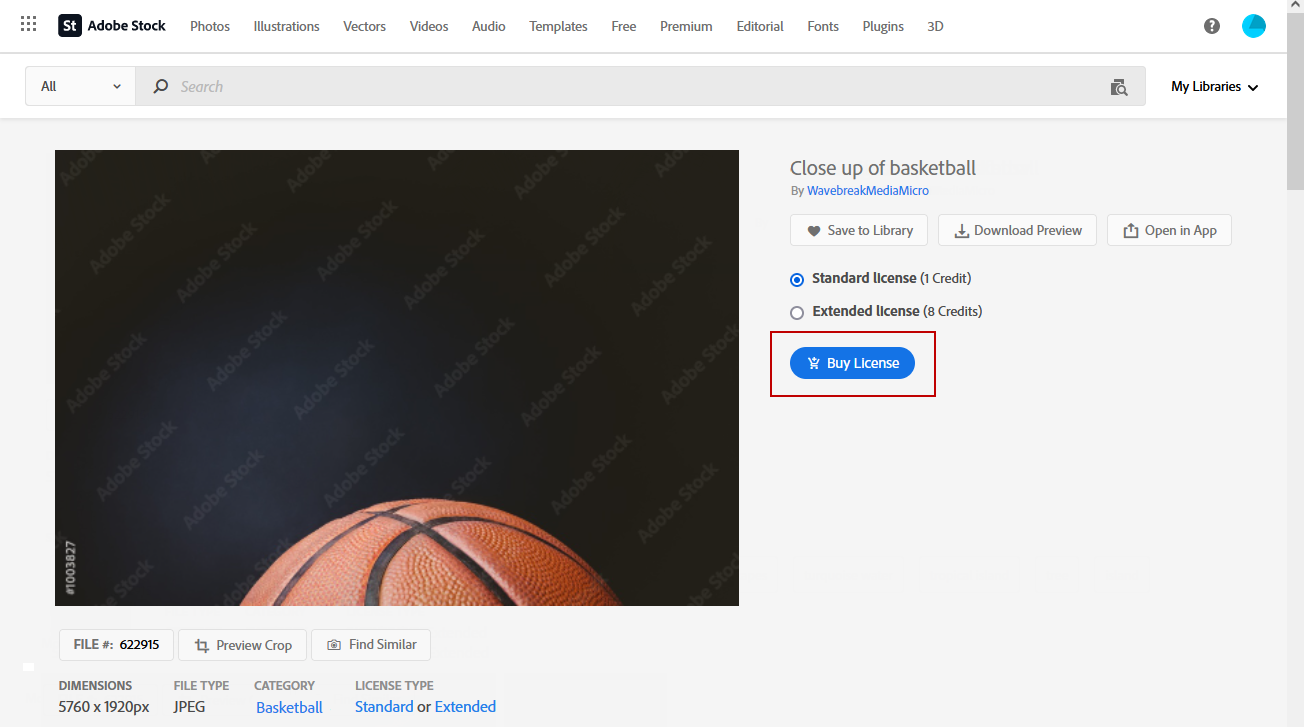 St Adobe Stock Photos Illustrations Vectors Videos Audio Templates Free Premium Editorial Fonts Plugins 3D ?
All Search My Libraries
Close up of basketball
By WavebreakMediaMicro
Save to Library Download Preview Open in App
Standard license (1 Credit)
Extended license (8 Credits)
Buy License
Adobe Stock
#1003827
FILE #: 622915 Preview Crop Find Similar
DIMENSIONS FILE TYPE CATEGORY LICENSE TYPE
5760 x 1920px JPEG Basketball Standard or Extended